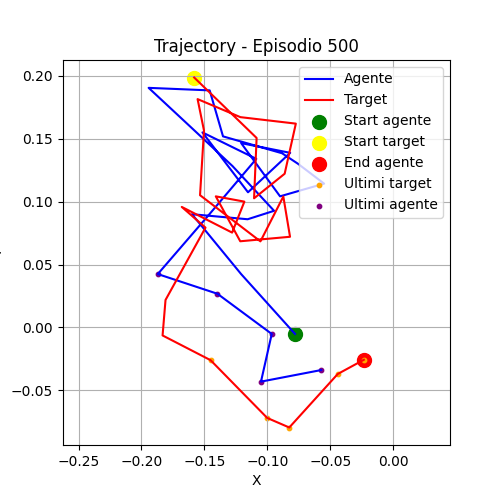 Trajectory - Episodio 500
Agente
Target
Start agente
Start target
End agente
Ultimi target
Ultimi agente
0.20
0.15
0.10
0.05
0.00
−0.05
−0.25
−0.20
−0.15
−0.10
−0.05
0.00
X